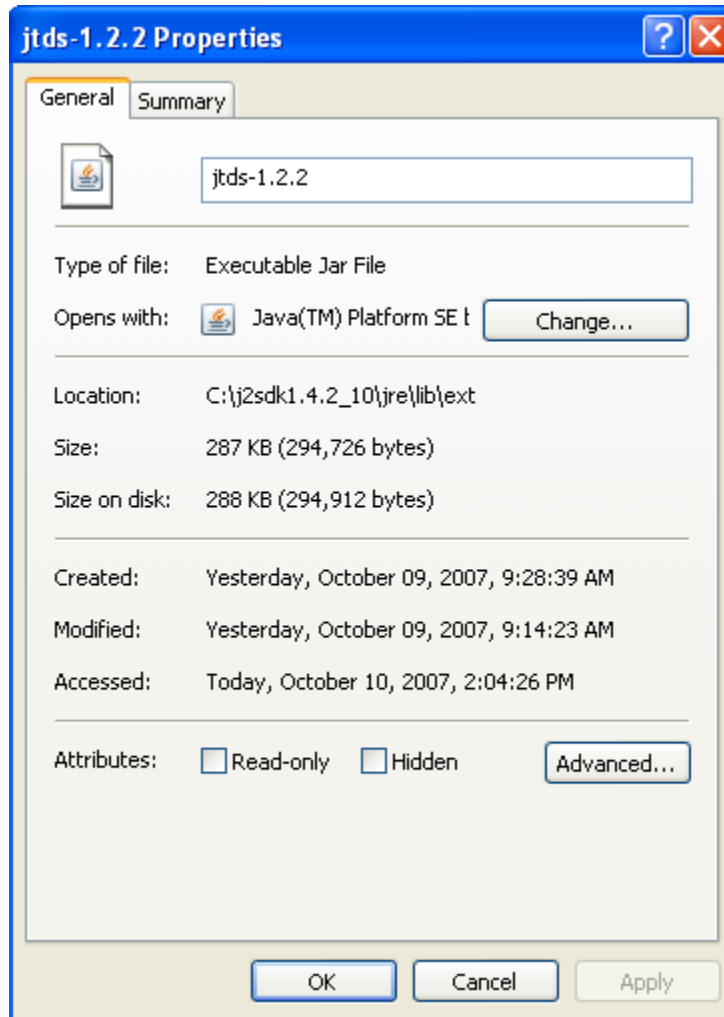 jtds-1.2.2 Properties
General Summary
jtds-1.2.2
Type of file: Executable Jar File
Opens with: Java(TM) Platform SE b Change...
Location: C:\j2sdk1.4.2_10\jre\lib\ext
Size: 287 KB (294,726 bytes)
Size on disk: 288 KB (294,912 bytes)
Created: Yesterday, October 09, 2007, 9:28:39 AM
Modified: Yesterday, October 09, 2007, 9:14:23 AM
Accessed: Today, October 10, 2007, 2:04:26 PM
Attributes: Read-only Hidden Advanced...
OK Cancel Apply